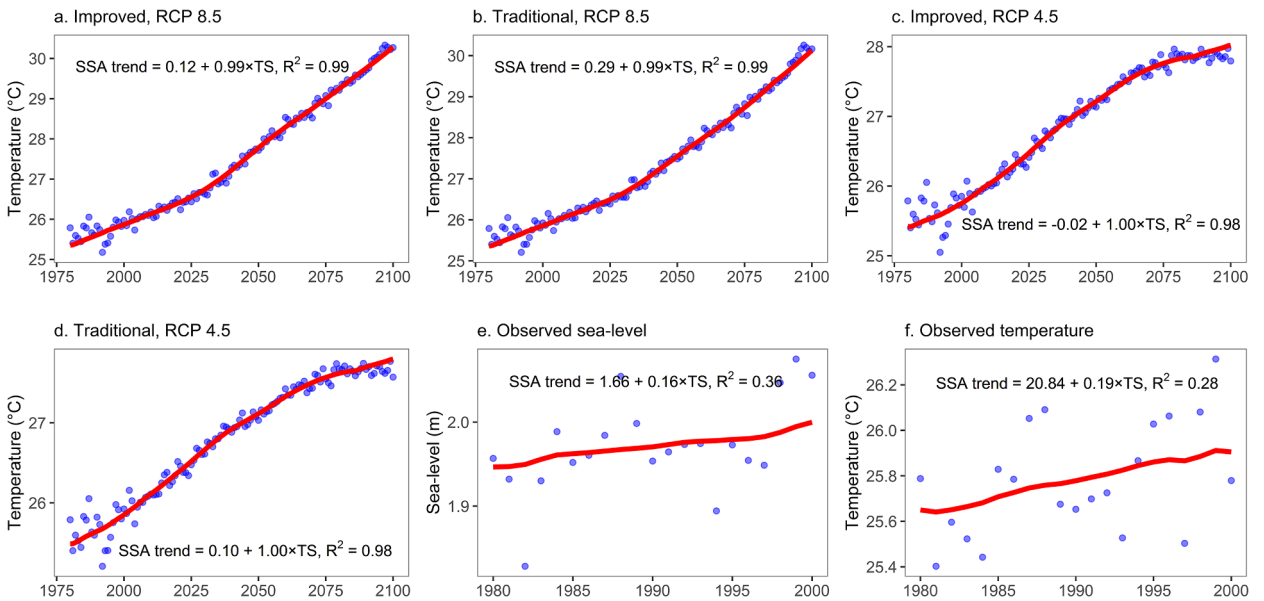 a. Improved, RCP 8.5
SSA trend = 0.12 + 0.99×TS, R² = 0.99
Temperature (°C)
30
29
28
27
26
25
1975 2000 2025 2050 2075 2100
b. Traditional, RCP 8.5
SSA trend = 0.29 + 0.99×TS, R² = 0.99
Temperature (°C)
30
29
28
27
26
25
1975 2000 2025 2050 2075 2100
c. Improved, RCP 4.5
SSA trend = -0.02 + 1.00×TS, R² = 0.98
Temperature (°C)
28
27
26
25
1975 2000 2025 2050 2075 2100
d. Traditional, RCP 4.5
SSA trend = 0.10 + 1.00×TS, R² = 0.98
Temperature (°C)
27
26
1975 2000 2025 2050 2075 2100
e. Observed sea-level
SSA trend = 1.66 + 0.16×TS, R² = 0.36
Sea-level (m)
2.0
1.9
1980 1985 1990 1995 2000
f. Observed temperature
SSA trend = 20.84 + 0.19×TS, R² = 0.28
Temperature (°C)
26.2
26.0
25.8
25.6
25.4
1980 1985 1990 1995 2000